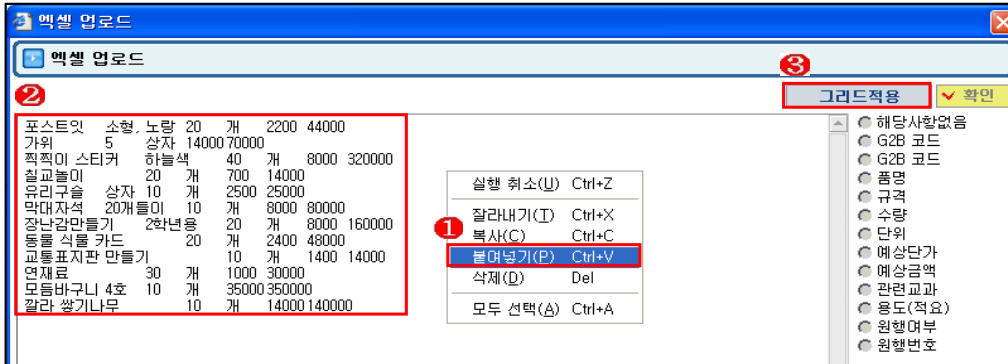 엑셀 업로드
엑셀 업로드
3
그리드적용 확인
2
포스트잇 소형, 노랑 20 개 2200 44000
가위 5 상자 14000 70000
찍찍이 스티커 하늘색 40 개 8000 320000
칠교놀이 20 개 700 14000
유리구슬 상자 10 개 2500 25000
막대자석 20개들이 10 개 8000 80000
장난감만들기 2학년용 20 개 8000 160000
동물 식물 카드 20 개 2400 48000
교통표지판 만들기 10 개 1400 14000
연재료 30 개 1000 30000
모듬바구니 4호 10 개 35000 350000
깔라 쌓기나무 10 개 14000 140000
실행 취소(U) Ctrl+Z
잘라내기(T) Ctrl+X
1
복사(C) Ctrl+C
붙여넣기(P) Ctrl+V
삭제(D) Del
모두 선택(A) Ctrl+A
해당사항없음
G2B 코드
G2B 코드
품명
규격
수량
단위
예상단가
예상금액
관련교과
용도(적요)
원행여부
원행번호